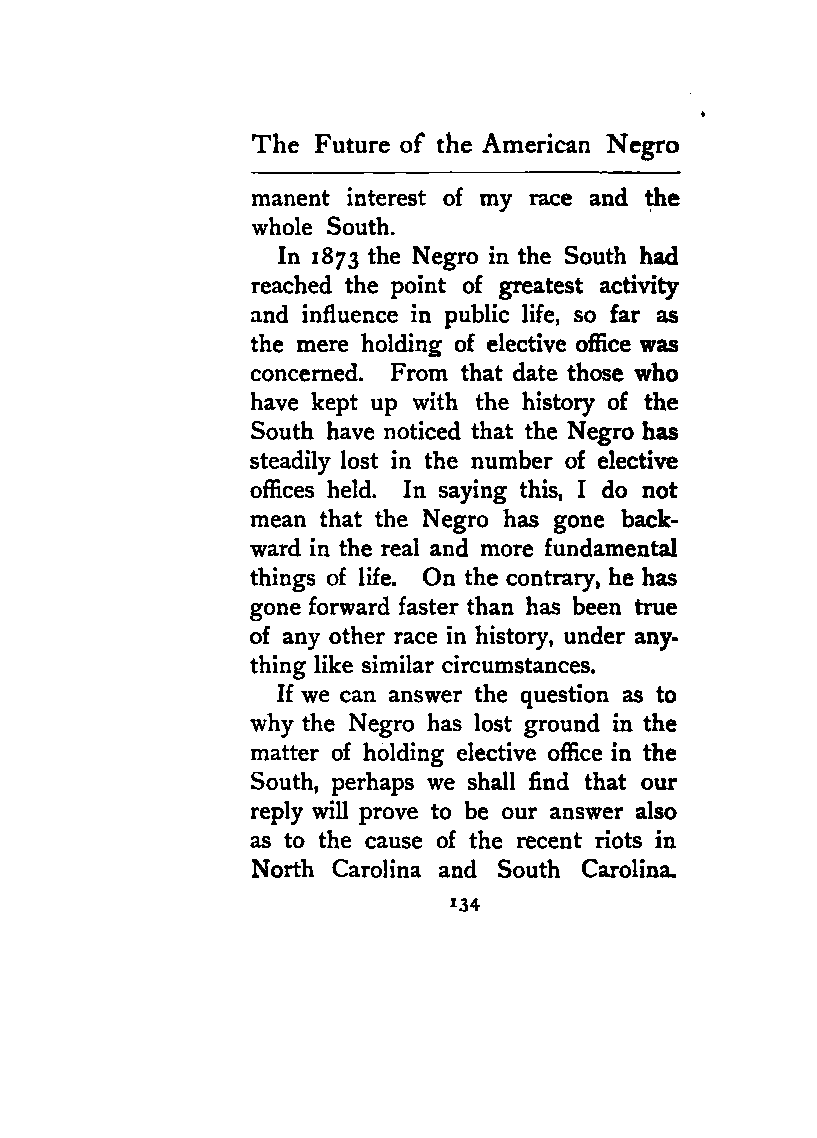 The Future of the American Negro
manent interest of my race and the
whole South.
In 1873 the Negro in the South had
reached the point of greatest activity
and influence in public life, so far as
the mere holding of elective office was
concerned. From that date those who
have kept up with the history of the
South have noticed that the Negro has
steadily lost in the number of elective
offices held. In saying this, I do not
mean that the Negro has gone back-
ward in the real and more fundamental
things of life. On the contrary, he has
gone forward faster than has been true
of any other race in history, under any-
thing like similar circumstances.
If we can answer the question as to
why the Negro has lost ground in the
matter of holding elective office in the
South, perhaps we shall find that our
reply will prove to be our answer also
as to the cause of the recent riots in
North Carolina and South Carolina.
134